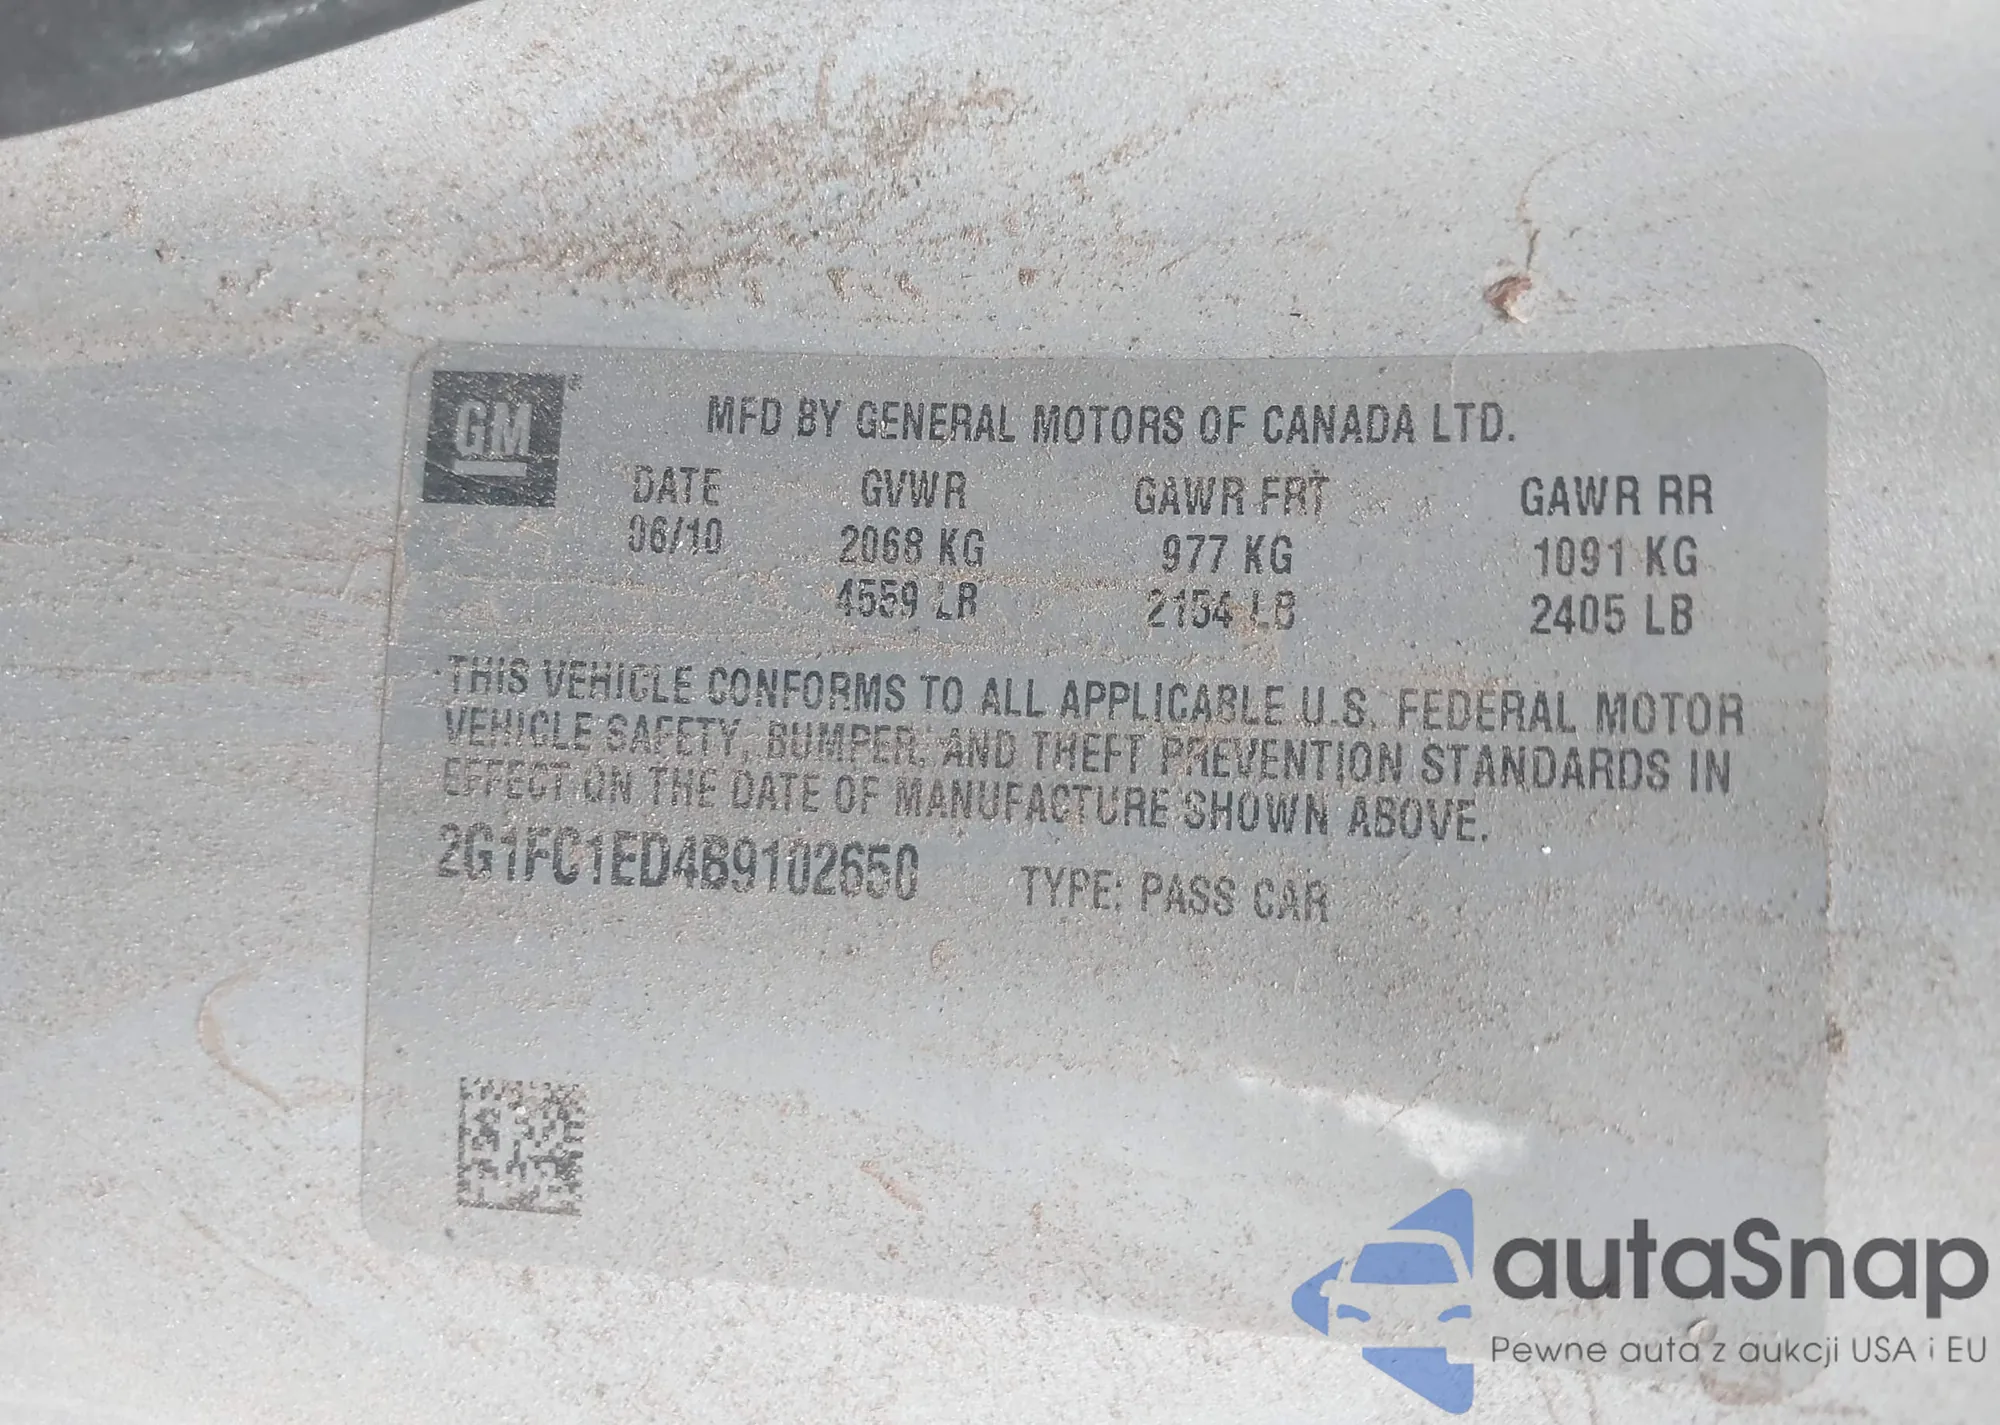 GM®
MFD BY GENERAL MOTORS OF CANADA LTD.
DATE GVWR GAWR FRT GAWR RR
06/10 2068 KG 977 KG 1091 KG
4559 LB 2154 LB 2405 LB
THIS VEHICLE CONFORMS TO ALL APPLICABLE U.S. FEDERAL MOTOR
VEHICLE SAFETY, BUMPER, AND THEFT PREVENTION STANDARDS IN
EFFECT ON THE DATE OF MANUFACTURE SHOWN ABOVE.
2G1FC1ED4B9102650 TYPE: PASS CAR
autaSnap
Pewne auta z aukcji USA i EU